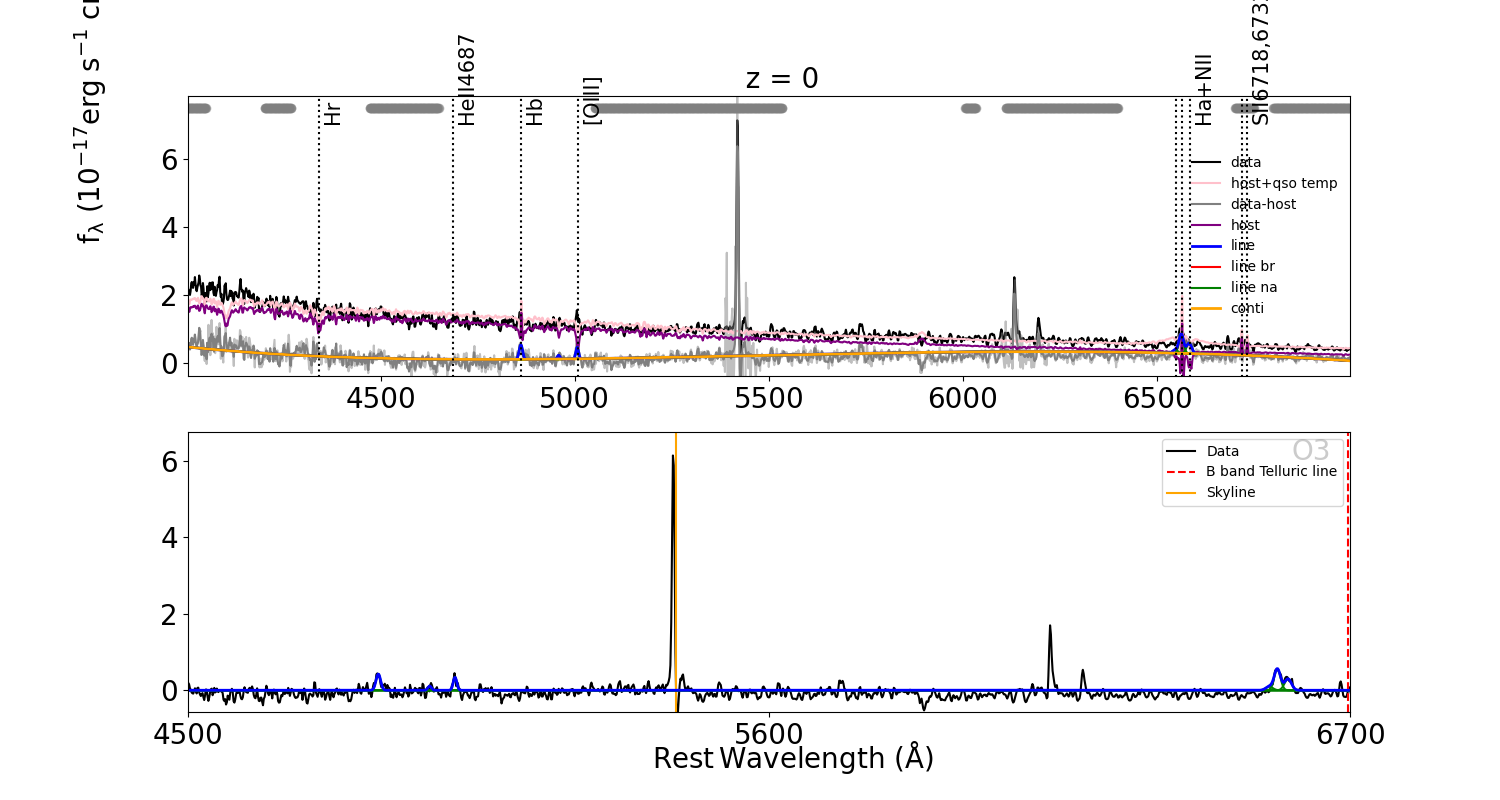 z = 0
f_λ (10^−17 erg s^−1
Hr
HeII4687
Hb
[OIII]
Ha+NII
SII6718,673
6
4
2
0
data
host+qso temp
data-host
host
line
line br
line na
conti
4500
5000
5500
6000
6500
6
4
2
0
O3
Data
B band Telluric line
Skyline
4500
5600
6700
Rest Wavelength (Å)